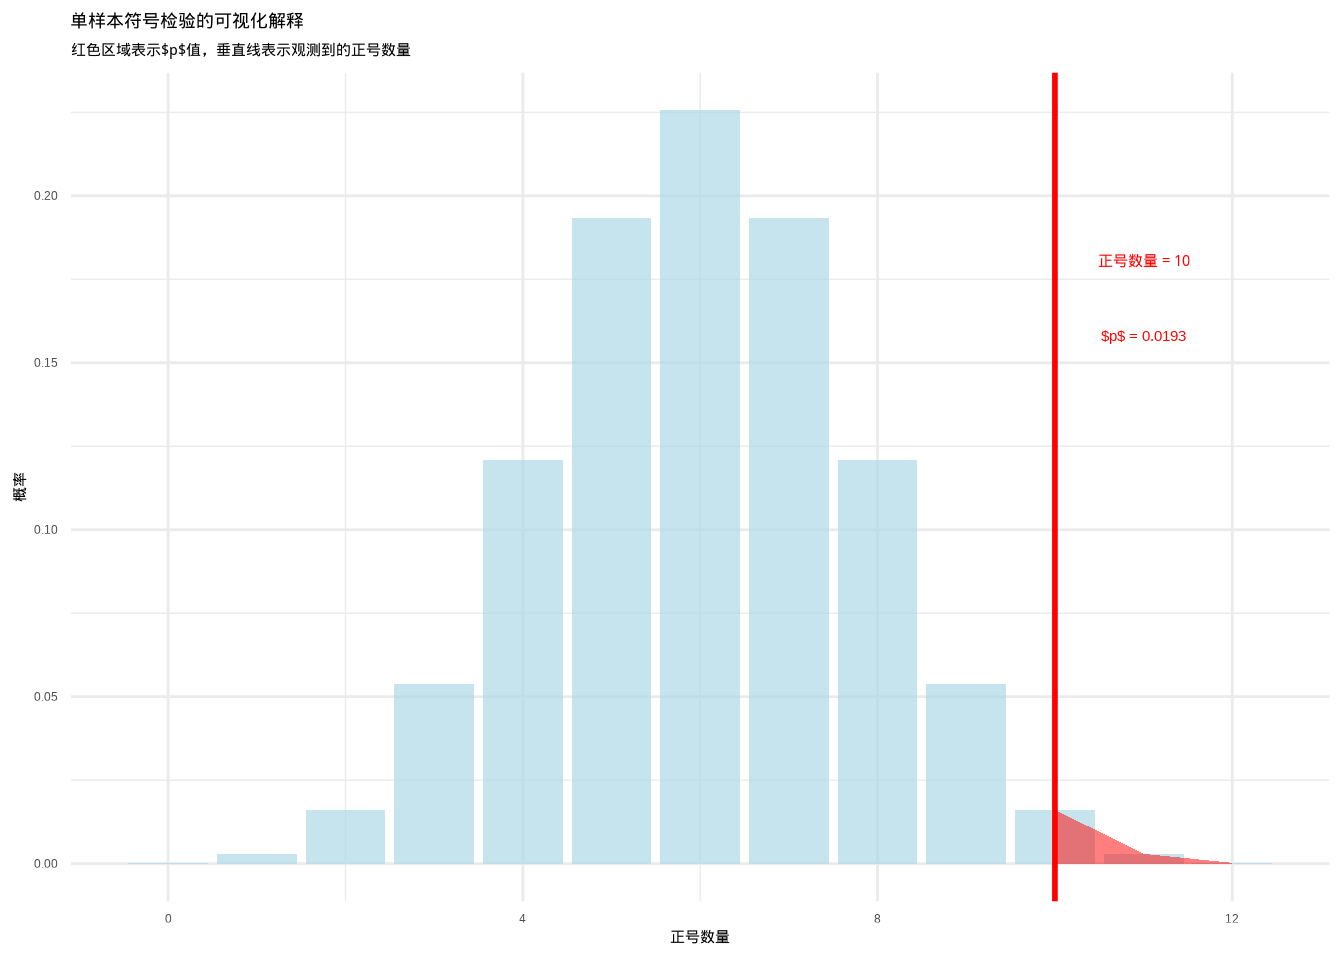 单样本符号检验的可视化解释
红色区域表示$p$值，垂直线表示观测到的正号数量
0.20
0.15
0.10
0.05
0.00
概率
正号数量 = 10
$p$ = 0.0193
0
4
8
12
正号数量